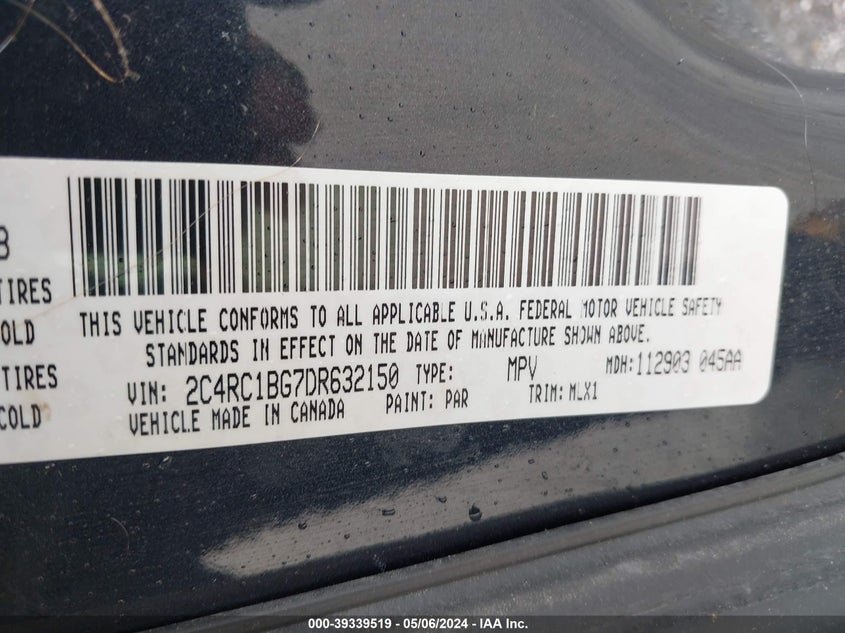 3
TIRES
COLD
TIRES
COLD
THIS VEHICLE CONFORMS TO ALL APPLICABLE U.S.A. FEDERAL MOTOR VEHICLE SAFETY
STANDARDS IN EFFECT ON THE DATE OF MANUFACTURE SHOWN ABOVE.
VIN: 2C4RC1BG7DR632150 TYPE: MPV MDH: 112903 045AA
VEHICLE MADE IN CANADA PAINT: PAR TRIM: MLX1
000-39339519 - 05/06/2024 - IAA Inc.